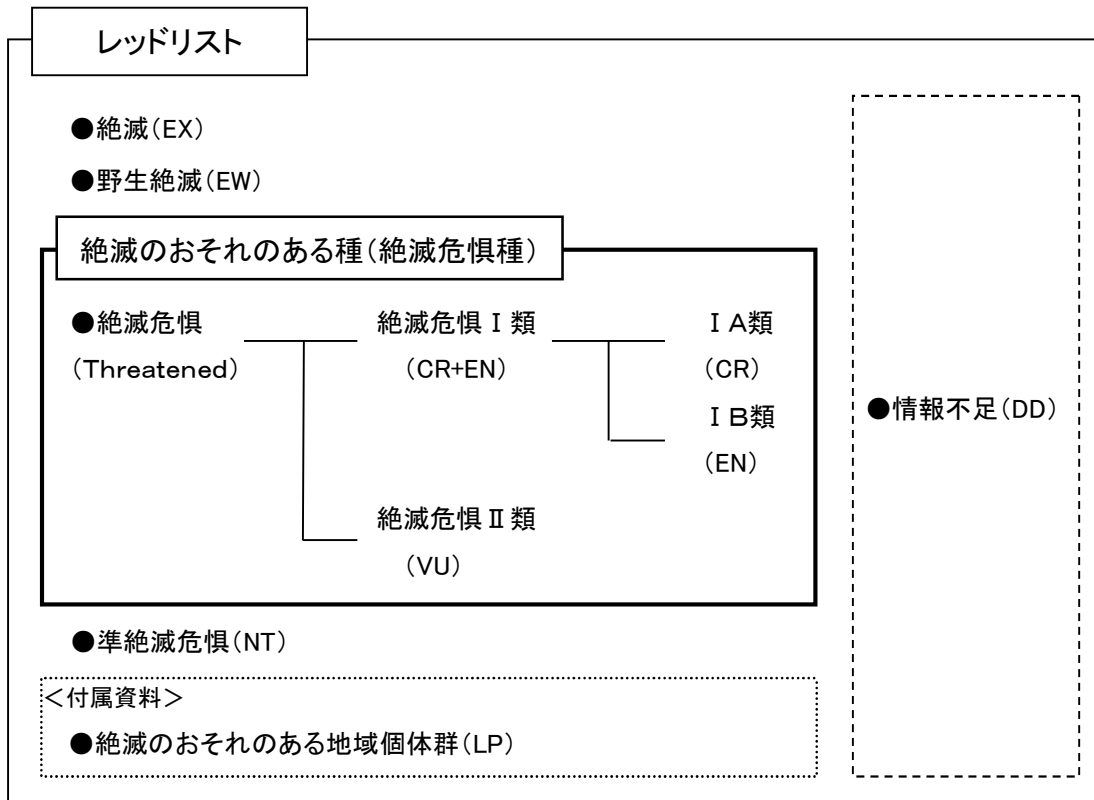 レッドリスト
●絶滅(EX)
●野生絶滅(EW)
絶滅のおそれのある種(絶滅危惧種)
●絶滅危惧 絶滅危惧Ⅰ類 ⅠA類
(Threatened) (CR+EN) (CR)
ⅠB類
●情報不足(DD)
(EN)
絶滅危惧Ⅱ類
(VU)
●準絶滅危惧(NT)
<付属資料>
●絶滅のおそれのある地域個体群(LP)